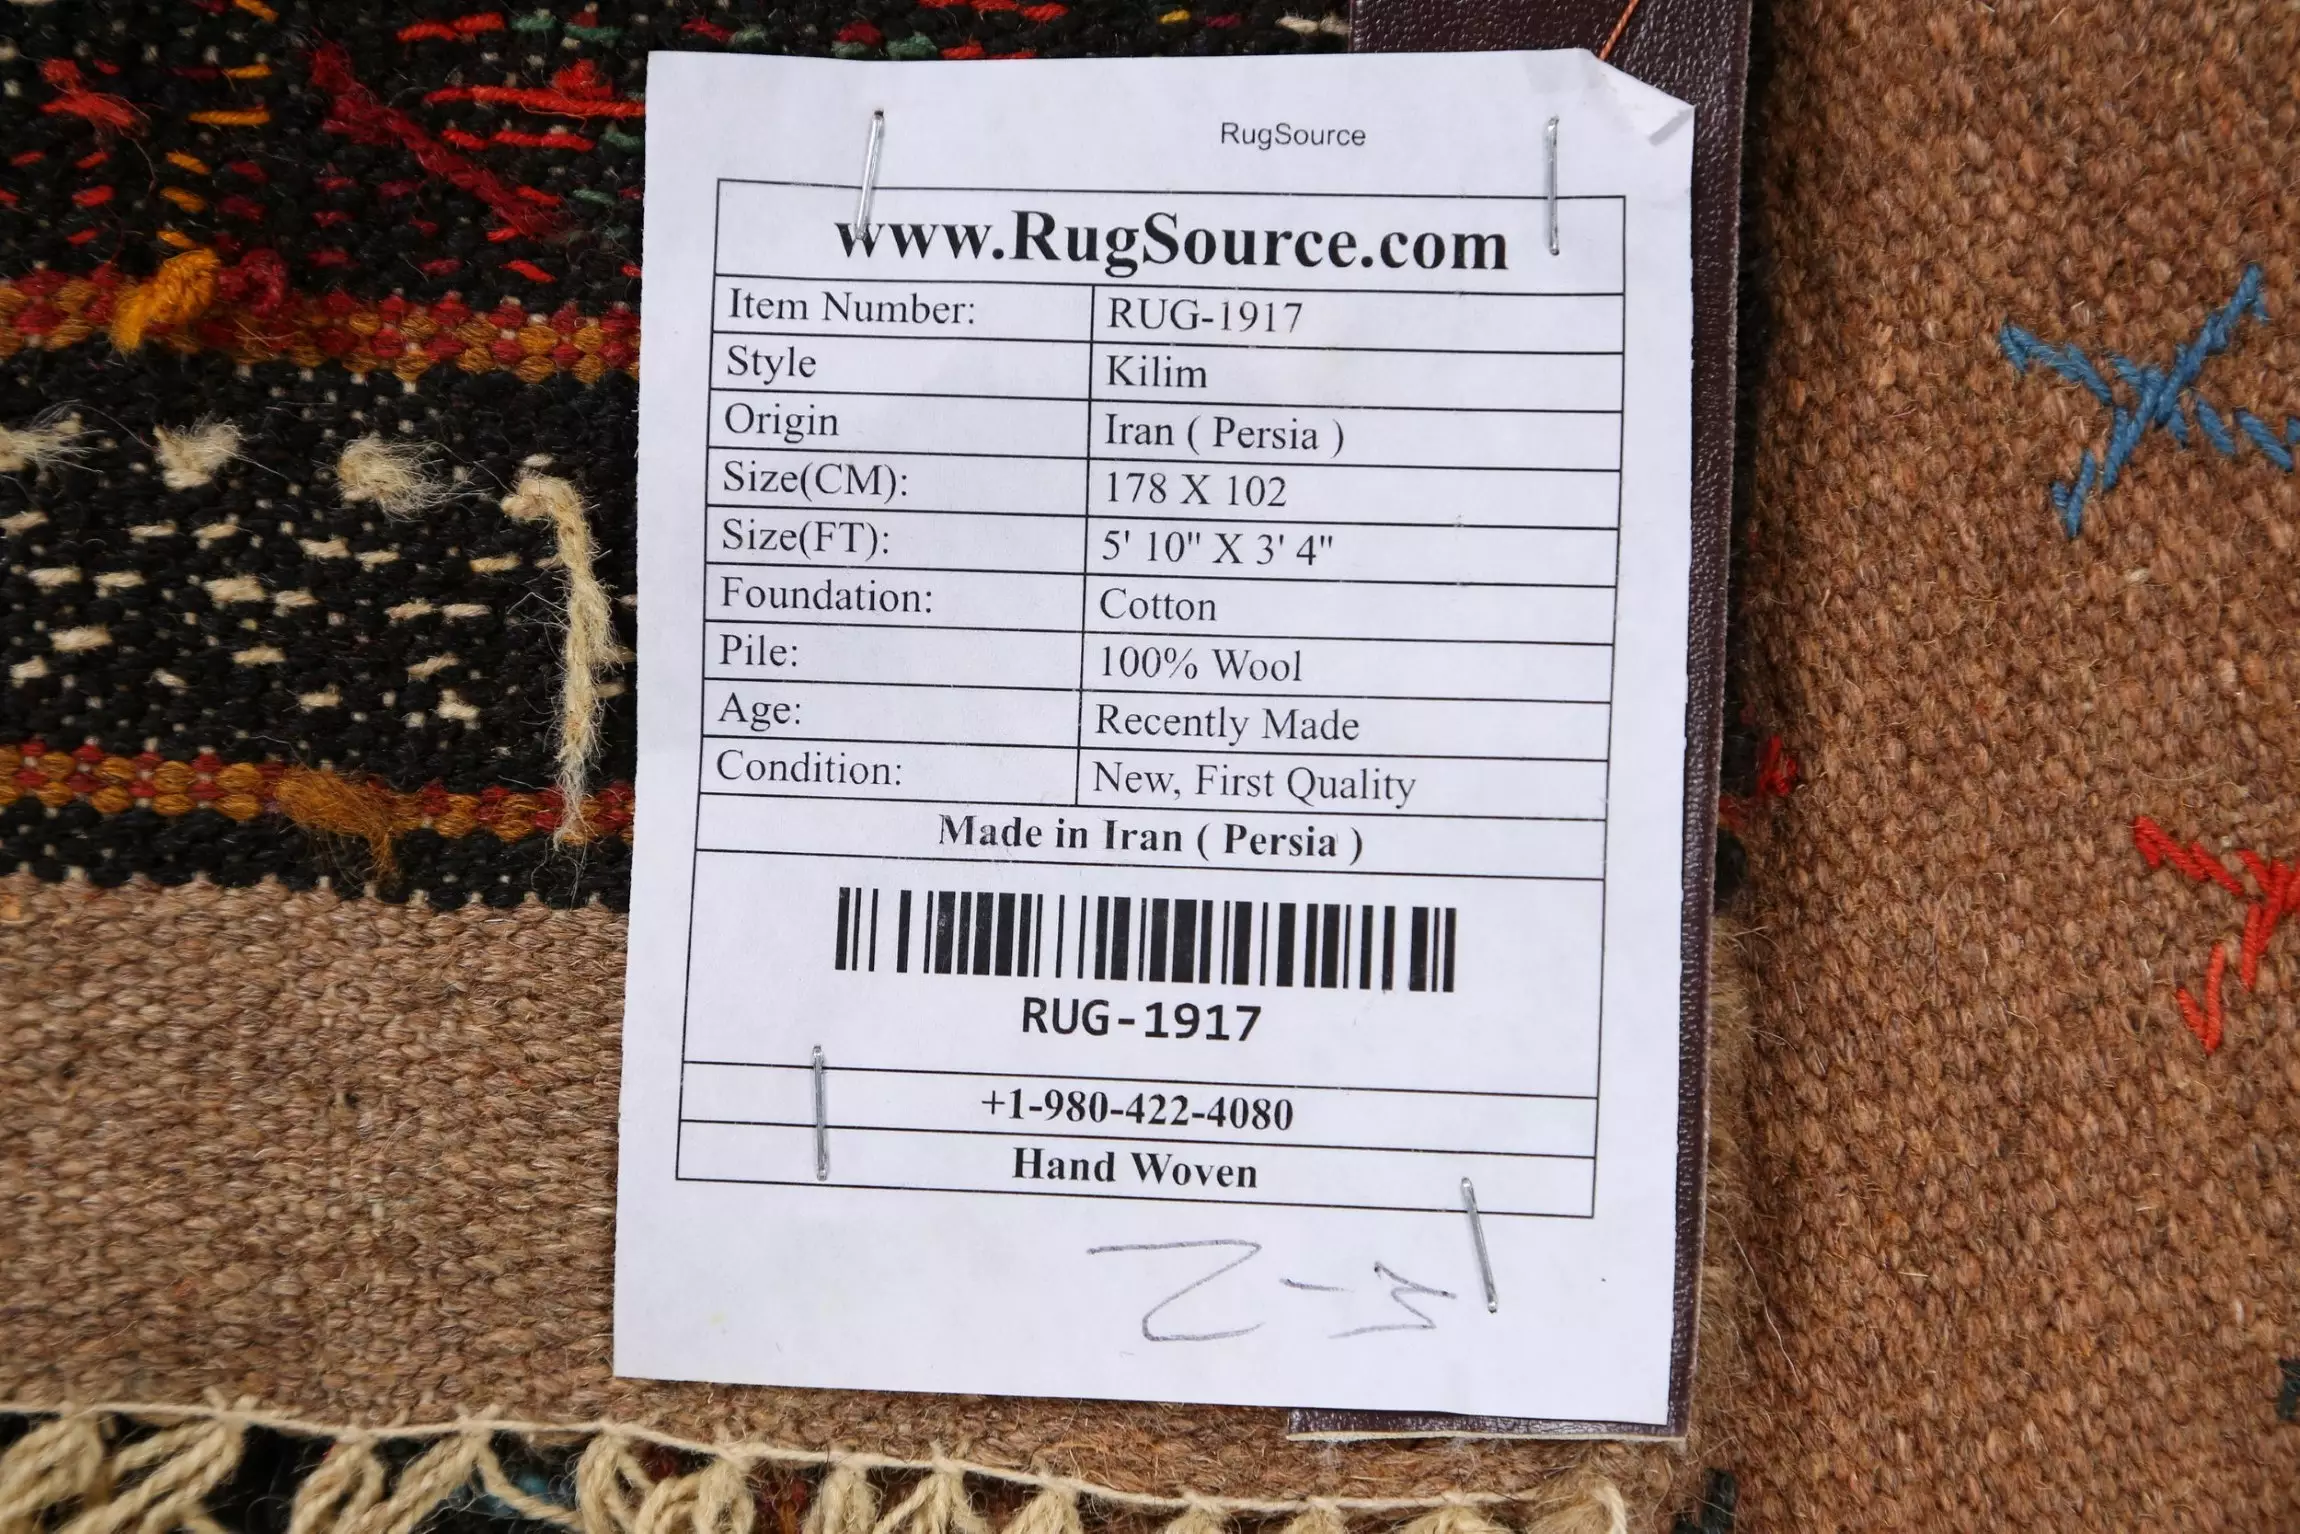 RugSource
www.RugSource.com
Item Number: RUG-1917
Style Kilim
Origin Iran ( Persia )
Size(CM): 178 X 102
Size(FT): 5' 10" X 3' 4"
Foundation: Cotton
Pile: 100% Wool
Age: Recently Made
Condition: New, First Quality
Made in Iran ( Persia )
RUG-1917
+1-980-422-4080
Hand Woven